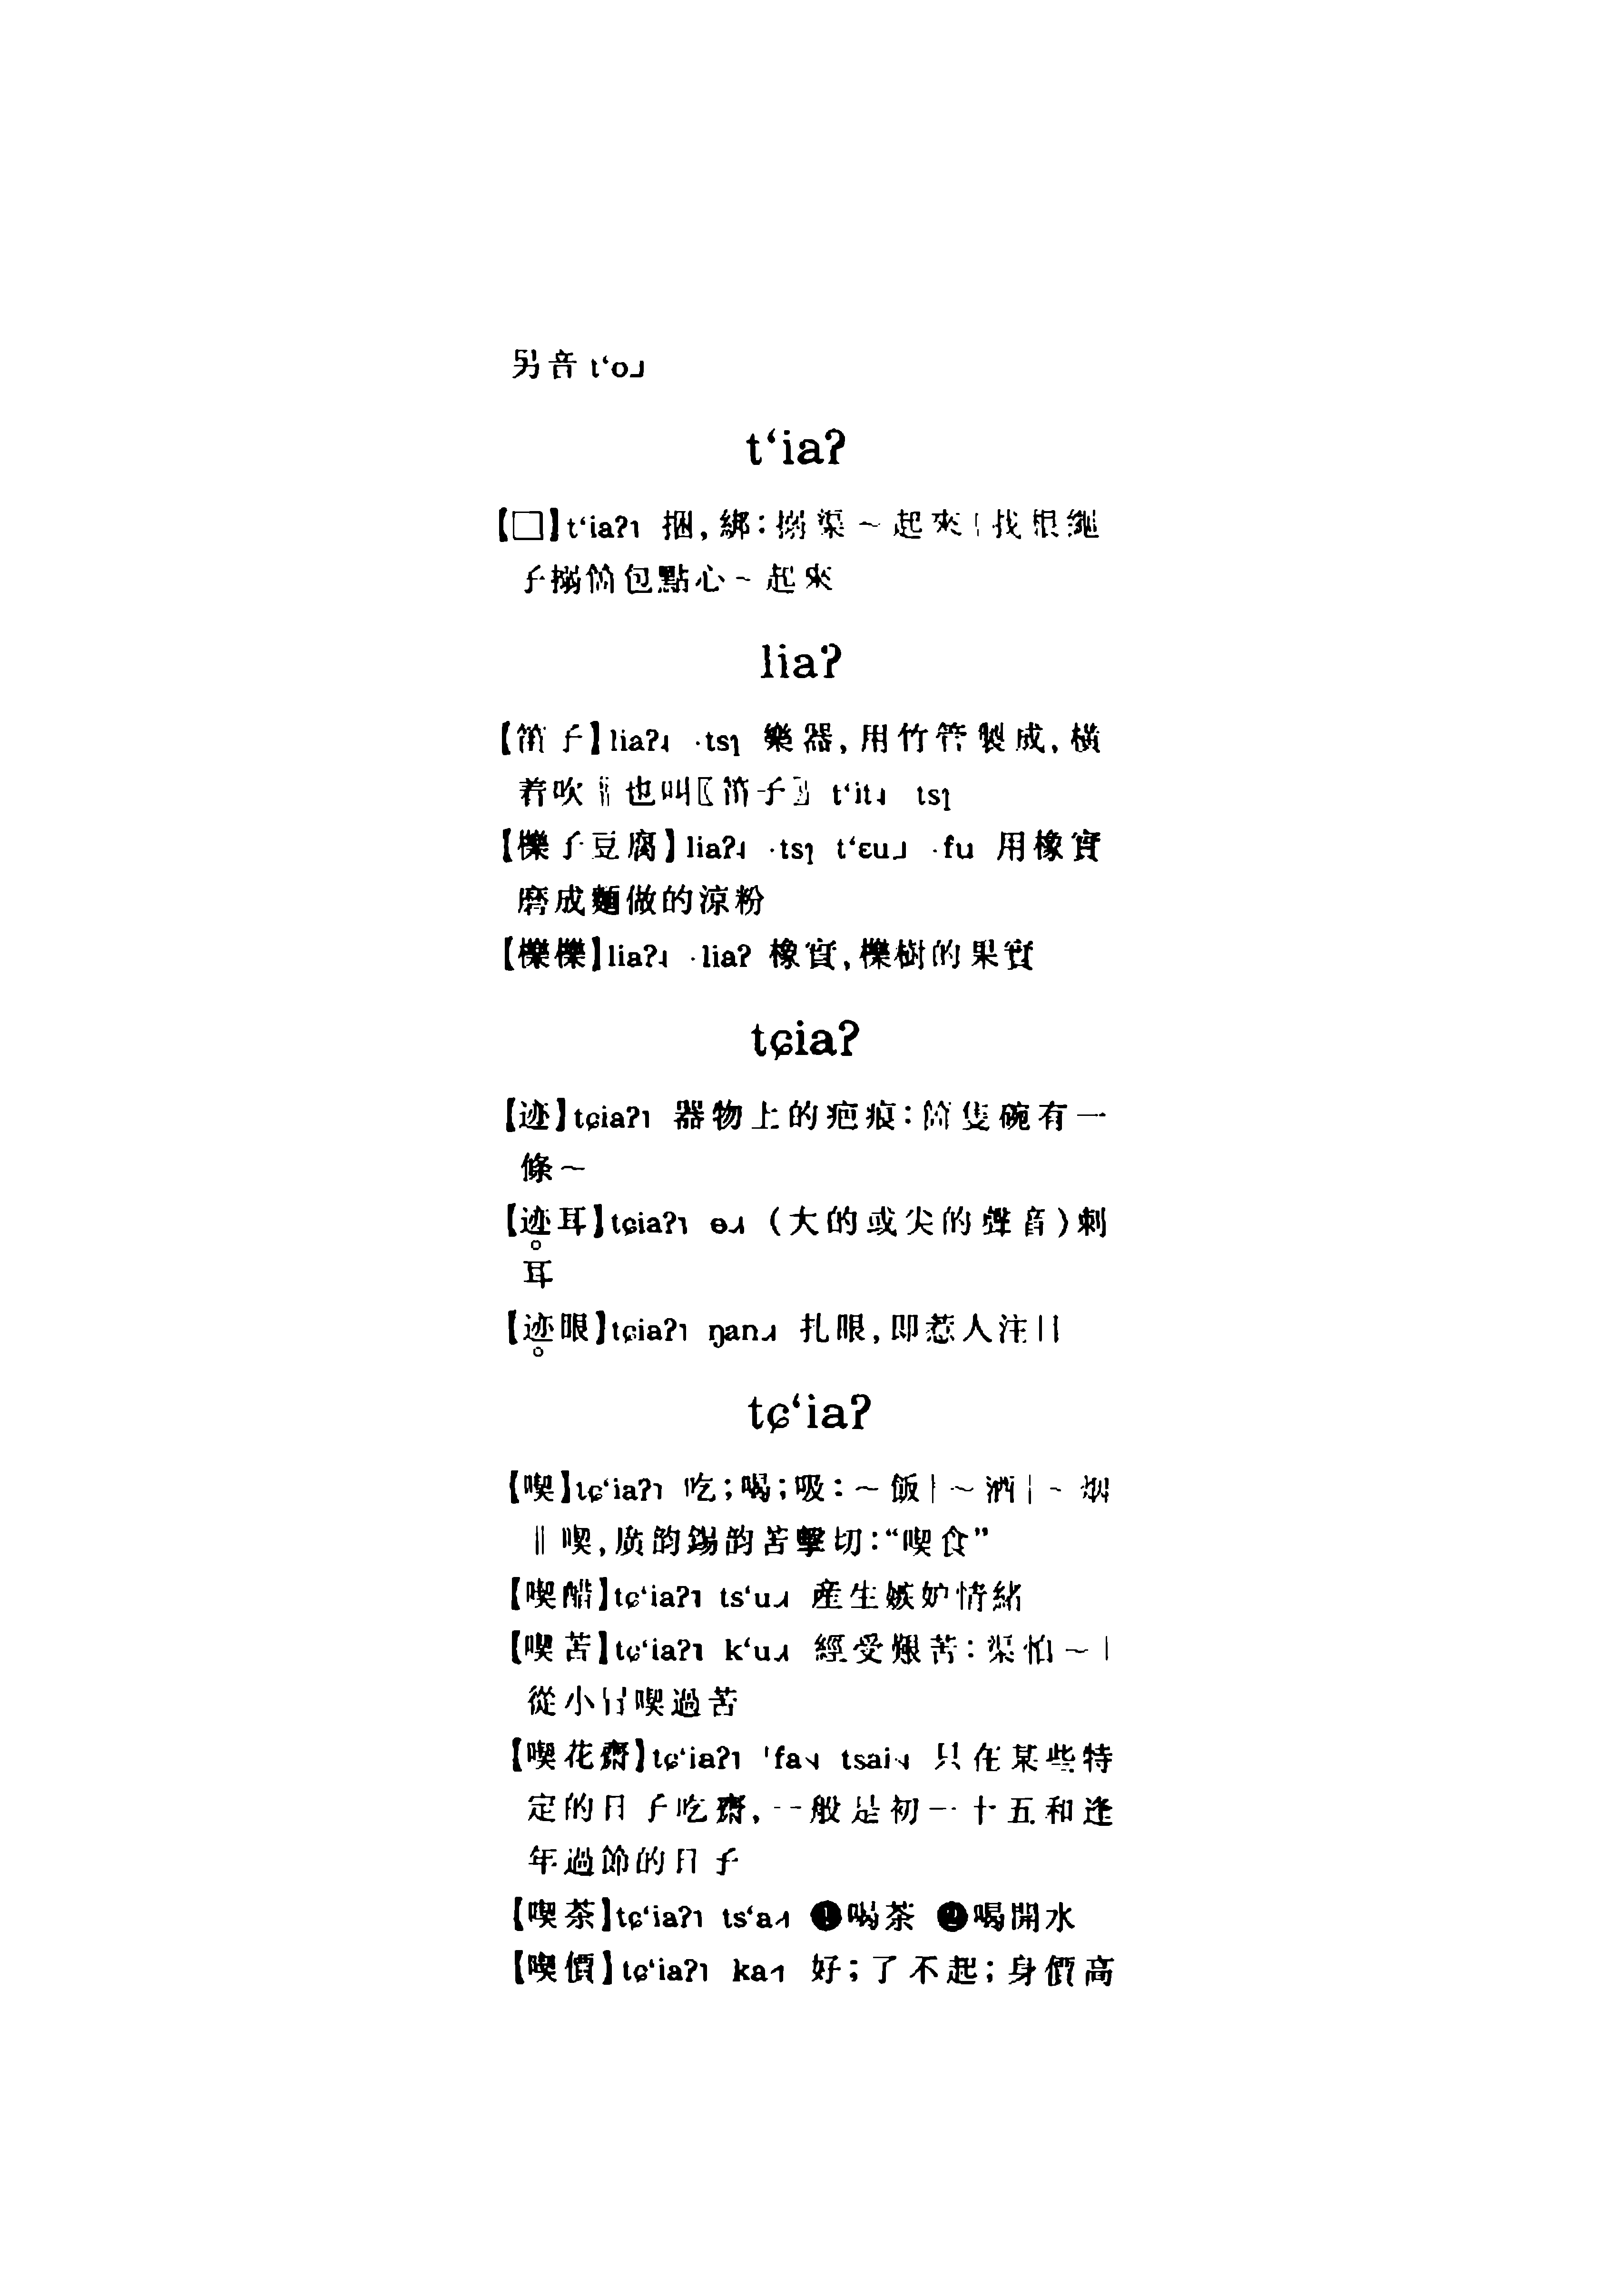 另音 t‘o˩
t‘iaʔ
【□】t‘iaʔ˥ 捆，綁：搦渠～起來｜找根繩
子搦箇包點心～起來
liaʔ
【笛子】liaʔ˨ ·tsɿ 樂器，用竹管製成，橫
着吹‖也叫〖笛子〗 t‘it˨ tsɿ
【櫟子豆腐】liaʔ˨ ·tsɿ t‘ɛu˩ ·fu 用橡實
磨成麵做的涼粉
【櫟櫟】liaʔ˨ ·liaʔ 橡實，櫟樹的果實
tɕiaʔ
【迹】tɕiaʔ˥ 器物上的疤痕：箇隻碗有一
條～
【迹耳】tɕiaʔ˥ ɵ˩˧ （大的或尖的聲音）刺
耳
【迹眼】tɕiaʔ˥ ŋan˩˧ 扎眼，即惹人注目
tɕ‘iaʔ
【喫】tɕ‘iaʔ˥ 吃；喝；吸：～飯｜～酒｜～烟
‖喫，廣韵錫韵苦擊切：“喫食”
【喫醋】tɕ‘iaʔ˥ ts‘u˩˧ 産生嫉妒情緒
【喫苦】tɕ‘iaʔ˥ k‘u˩˧ 經受艱苦：渠怕～｜
從小冇喫過苦
【喫花齋】tɕ‘iaʔ˥ ˈfa˧˨ tsai˧˨ 只在某些特
定的日子吃齋，一般是初一十五和逢
年過節的日子
【喫茶】tɕ‘iaʔ˥ ts‘a˨˦ ❶喝茶 ❷喝開水
【喫價】tɕ‘iaʔ˥ ka˦ 好；了不起；身價高